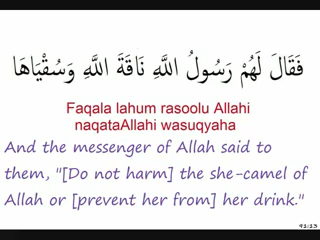 فَقَالَ لَهُمْ رَسُولُ اللَّهِ نَاقَةَ اللَّهِ وَسُقْيَاهَا
Faqala lahum rasoolu Allahi
naqataAllahi wasuqyaha
And the messenger of Allah said to
them, "[Do not harm] the she-camel of
Allah or [prevent her from] her drink."
91:13